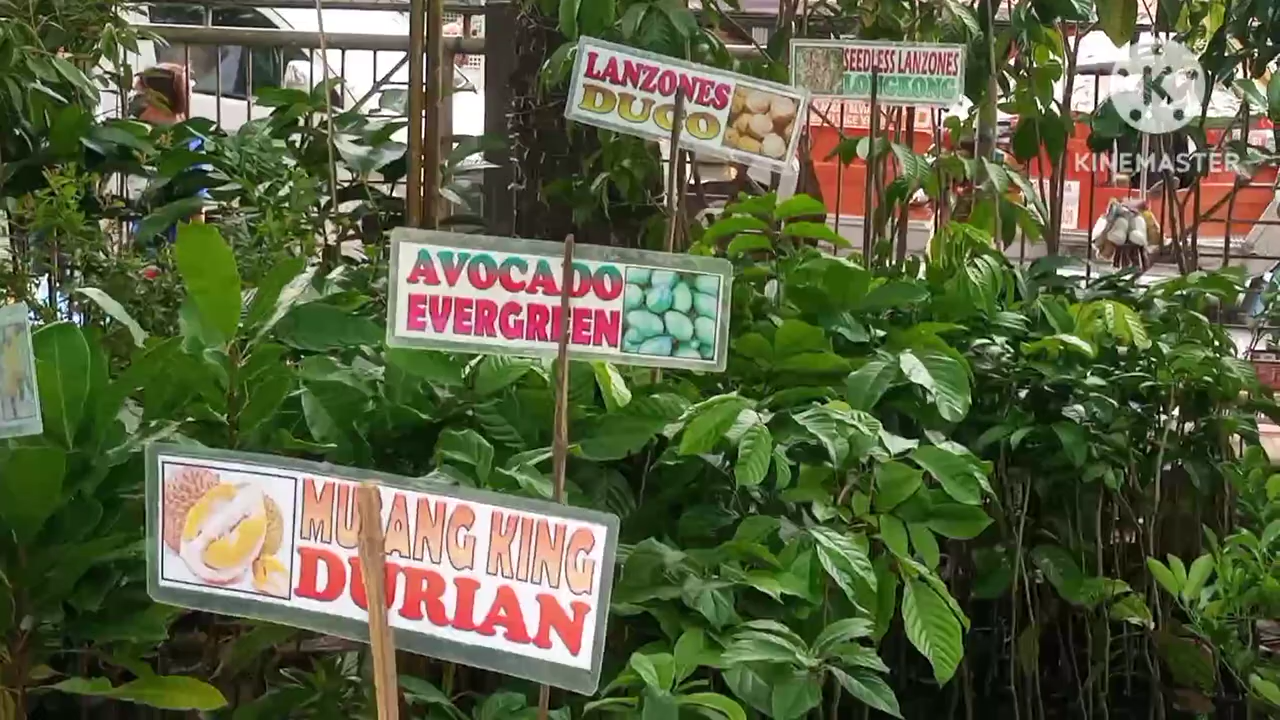 LANZONES
DUCO
SEEDLESS LANZONES
LONGKONG
KINEMASTER
AVOCADO
EVERGREEN
MUSANG KING
DURIAN